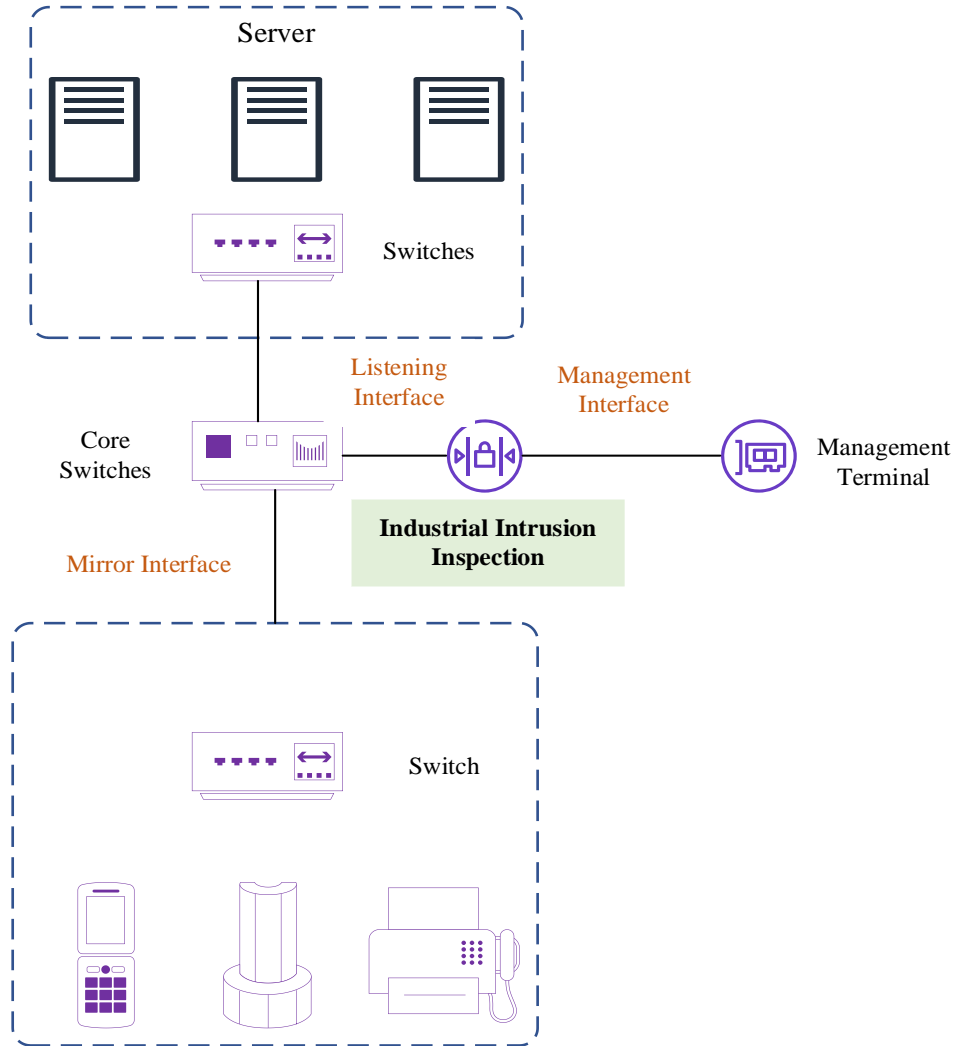 Server
Switches
Listening
Interface
Management
Interface
Core
Switches
Management
Terminal
Industrial Intrusion
Inspection
Mirror Interface
Switch